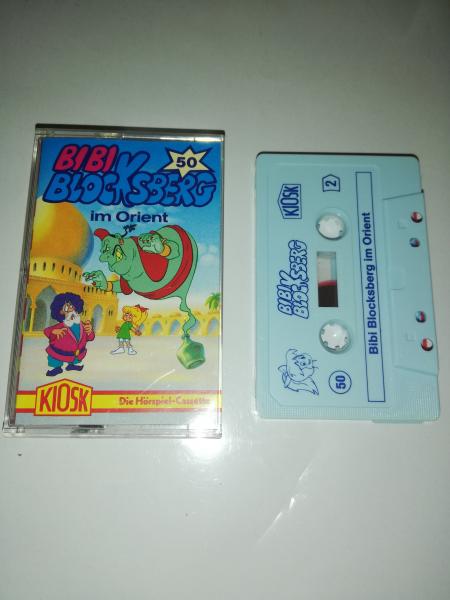 BIBI
BLOCKSBERG
50
im Orient
KIOSK
Die Hörspiel-Cassette
KIOSK
2
BIBI
BLOCKSBERG
Bibi Blocksberg im Orient
50